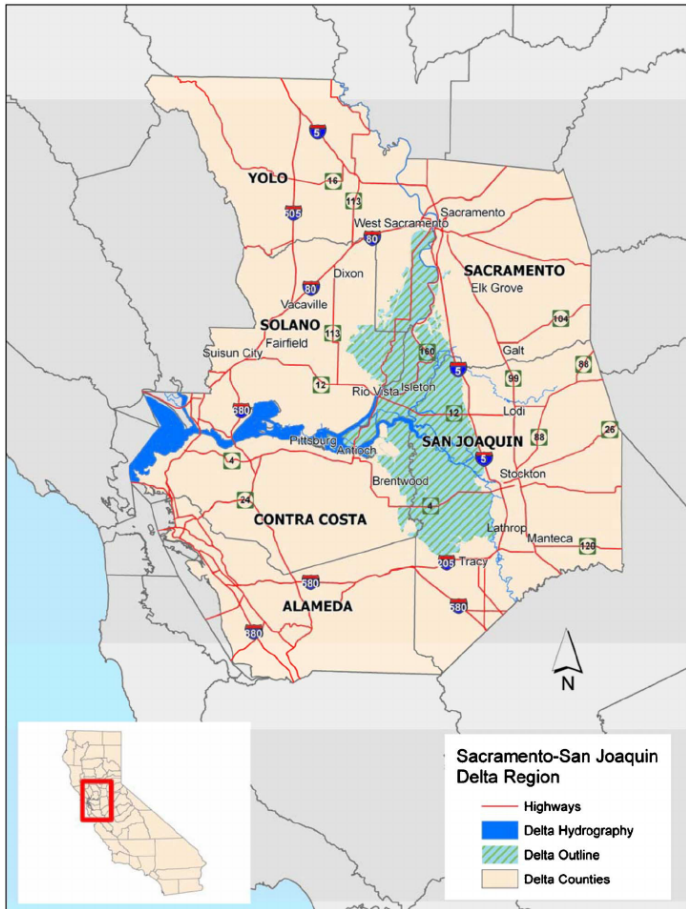 5
YOLO
16
113
505
Sacramento
West Sacramento
80
SACRAMENTO
Dixon
Elk Grove
80
Vacaville
104
SOLANO
113
Fairfield
Galt
160
Suisun City
88
5
99
12
Isleton
Rio Vista
Lodi
680
12
26
Pittsburg
SAN JOAQUIN
88
Antioch
4
5
Stockton
Brentwood
24
4
CONTRA COSTA
Lathrop
Manteca
120
205
Tracy
580
ALAMEDA
580
680
N
Sacramento-San Joaquin
Delta Region
Highways
Delta Hydrography
Delta Outline
Delta Counties